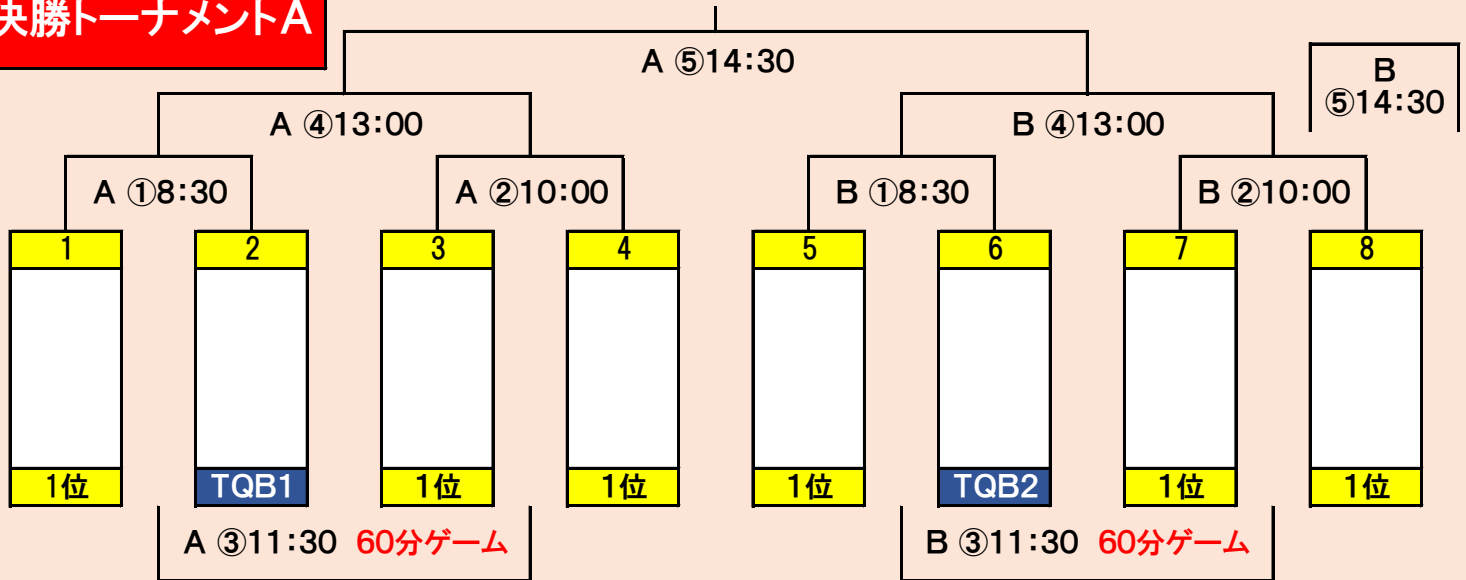 決勝トーナメントA
A ⑤14:30
B
⑤14:30
A ④13:00
B ④13:00
A ①8:30
A ②10:00
B ①8:30
B ②10:00
1
2
3
4
5
6
7
8
1位
TQB1
1位
1位
1位
TQB2
1位
1位
A ③11:30 60分ゲーム
B ③11:30 60分ゲーム